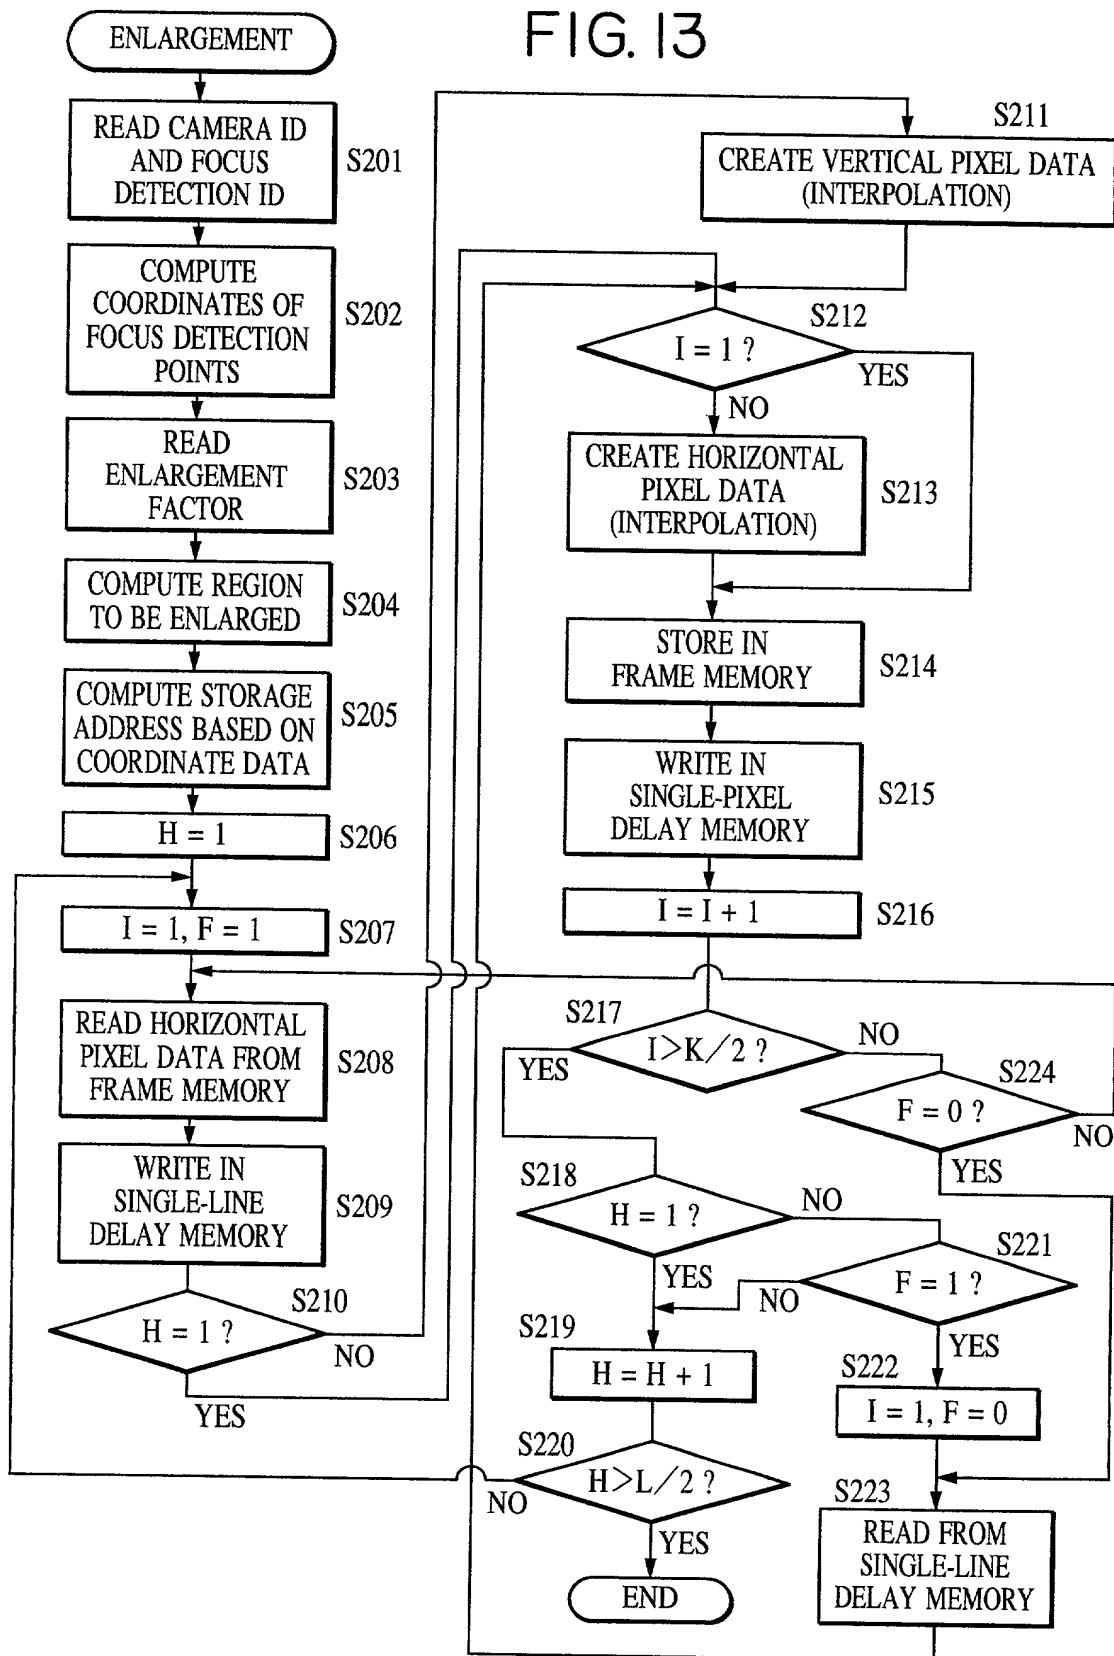 FIG. 13
ENLARGEMENT
READ CAMERA ID
AND FOCUS
DETECTION ID
S201
COMPUTE
COORDINATES OF
FOCUS DETECTION
POINTS
S202
READ
ENLARGEMENT
FACTOR
S203
COMPUTE REGION
TO BE ENLARGED
S204
COMPUTE STORAGE
ADDRESS BASED ON
COORDINATE DATA
S205
H = 1
S206
I = 1, F = 1
S207
READ HORIZONTAL
PIXEL DATA FROM
FRAME MEMORY
S208
WRITE IN
SINGLE-LINE
DELAY MEMORY
S209
S210
H = 1 ?
NO
YES
S211
CREATE VERTICAL PIXEL DATA
(INTERPOLATION)
S212
I = 1 ?
YES
NO
CREATE HORIZONTAL
PIXEL DATA
(INTERPOLATION)
S213
STORE IN
FRAME MEMORY
S214
WRITE IN
SINGLE-PIXEL
DELAY MEMORY
S215
I = I + 1
S216
S217
I>K/2 ?
NO
YES
S224
F = 0 ?
NO
YES
S218
H = 1 ?
NO
YES
S221
F = 1 ?
NO
YES
S219
H = H + 1
S222
I = 1, F = 0
S220
H>L/2 ?
NO
YES
S223
READ FROM
SINGLE-LINE
DELAY MEMORY
END